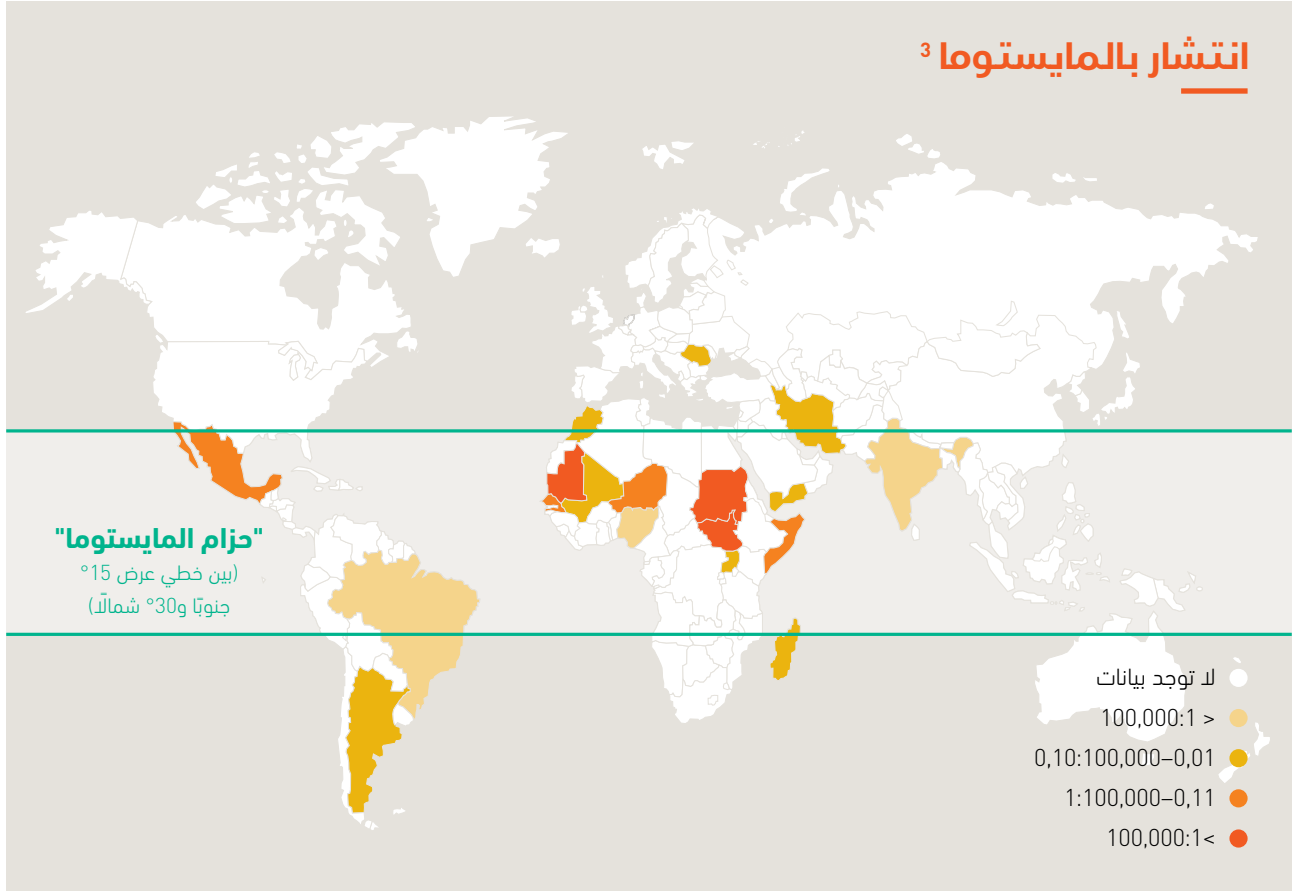 انتشار بالمايستوما ³
"حزام المايستوما"
(بين خطي عرض 15°
جنوبًا و30° شمالًا)
لا توجد بيانات
< 100,000:1
0,10:100,000–0,01
1:100,000–0,11
>100,000:1